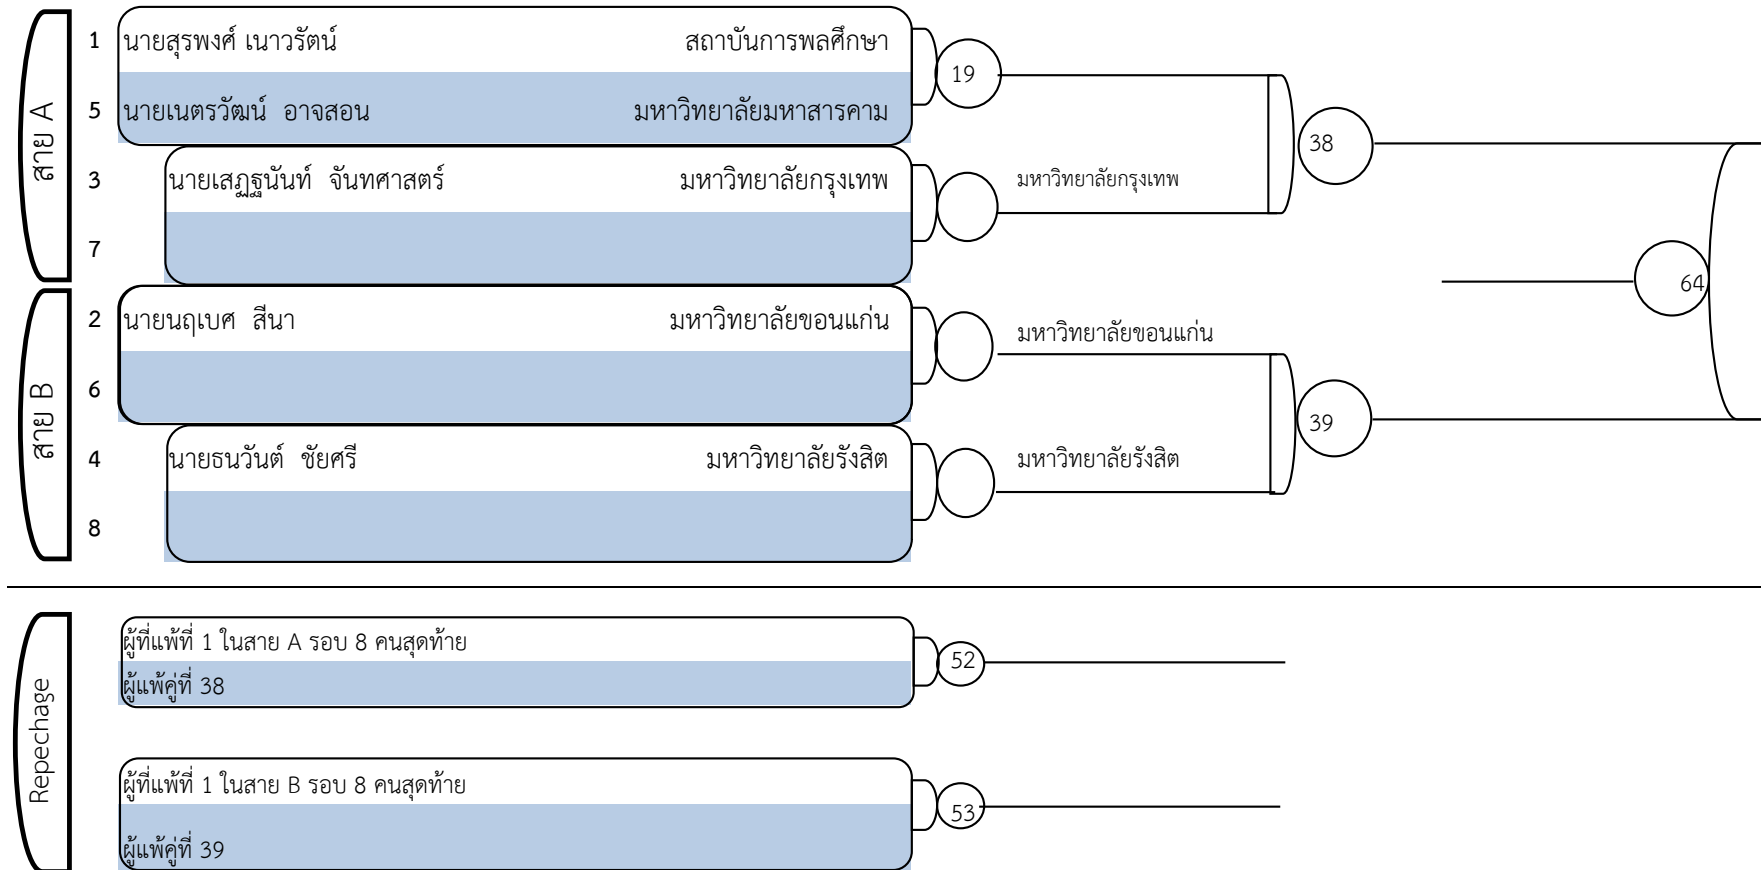 สาย A
1 นายสุรพงศ์ เนาวรัตน์ สถาบันการพลศึกษา
19
5 นายเนตรวัฒน์ อาจสอน มหาวิทยาลัยมหาสารคาม
38
3 นายเสฏฐนันท์ จันทศาสตร์ มหาวิทยาลัยกรุงเทพ มหาวิทยาลัยกรุงเทพ
7
64
สาย B
2 นายนฤเบศ สีนา มหาวิทยาลัยขอนแก่น มหาวิทยาลัยขอนแก่น
6
39
4 นายธนวันต์ ชัยศรี มหาวิทยาลัยรังสิต มหาวิทยาลัยรังสิต
8
Repechage
ผู้ที่แพ้ที่ 1 ในสาย A รอบ 8 คนสุดท้าย
52
ผู้แพ้คู่ที่ 38
ผู้ที่แพ้ที่ 1 ในสาย B รอบ 8 คนสุดท้าย
53
ผู้แพ้คู่ที่ 39